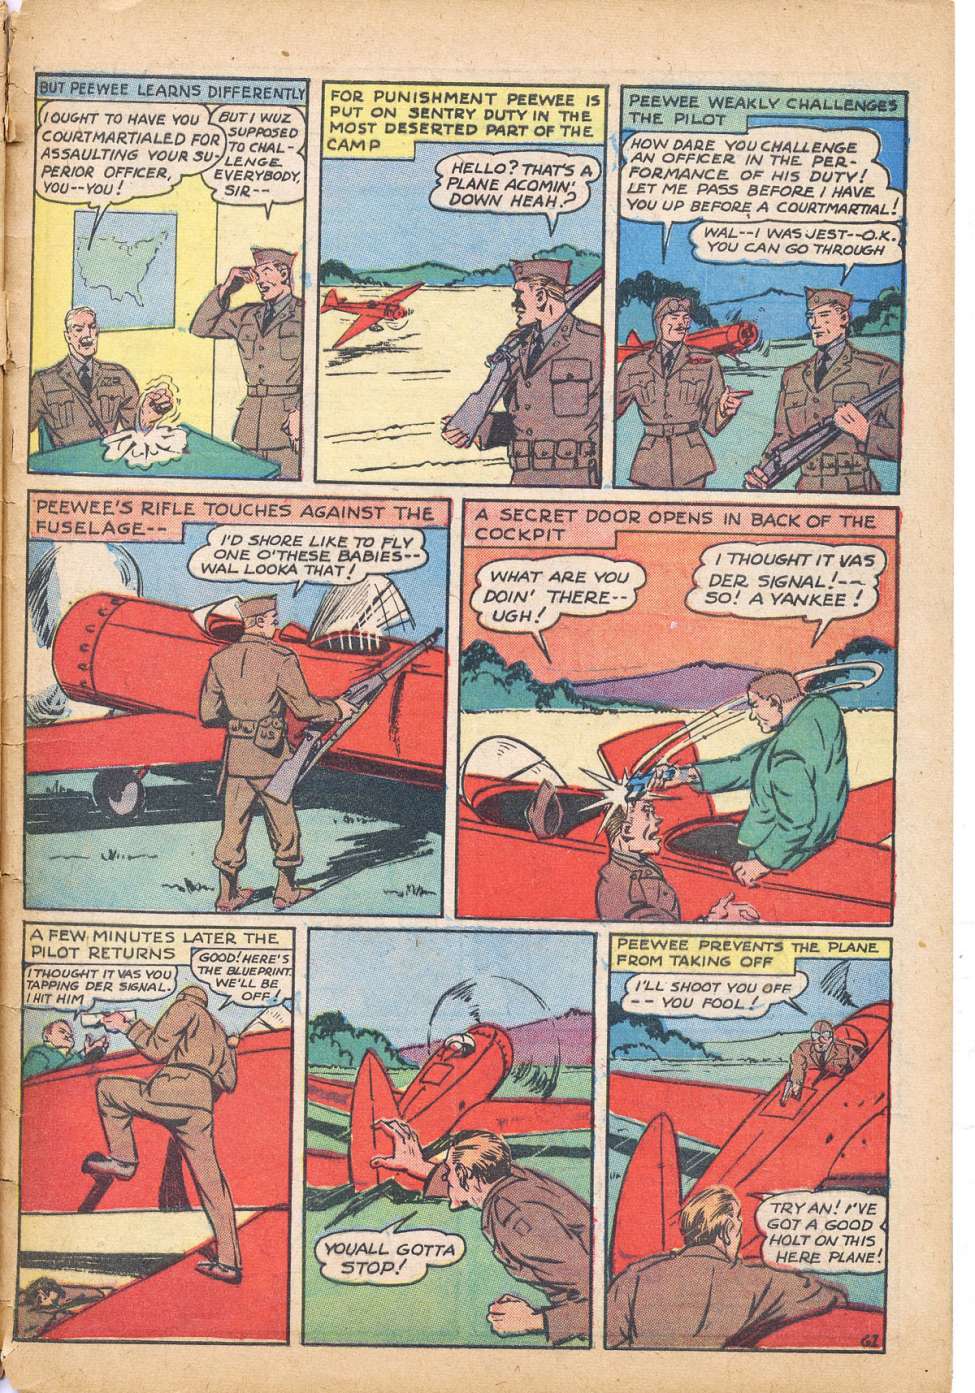 BUT PEEWEE LEARNS DIFFERENTLY
I OUGHT TO HAVE YOU
COURTMARTIALED FOR
ASSAULTING YOUR SU-
PERIOR OFFICER,
YOU--YOU!
BUT I WUZ
SUPPOSED
TO CHAL-
LENGE
EVERYBODY,
SIR--
FOR PUNISHMENT PEEWEE IS
PUT ON SENTRY DUTY IN THE
MOST DESERTED PART OF THE
CAMP
HELLO? THAT'S A
PLANE ACOMIN'
DOWN HEAH?
PEEWEE WEAKLY CHALLENGES
THE PILOT
HOW DARE YOU CHALLENGE
AN OFFICER IN THE PER-
FORMANCE OF HIS DUTY!
LET ME PASS BEFORE I HAVE
YOU UP BEFORE A COURTMARTIAL!
WAL--I WAS JEST--O.K.
YOU CAN GO THROUGH
PEEWEE'S RIFLE TOUCHES AGAINST THE
FUSELAGE--
I'D SHORE LIKE TO FLY
ONE O'THESE BABIES--
WAL LOOKA THAT!
A SECRET DOOR OPENS IN BACK OF THE
COCKPIT
WHAT ARE YOU
DOIN' THERE--
UGH!
I THOUGHT IT VAS
DER SIGNAL!--
SO! A YANKEE!
A FEW MINUTES LATER THE
PILOT RETURNS
I THOUGHT IT VAS YOU
TAPPING DER SIGNAL.
I HIT HIM
GOOD! HERE'S
THE BLUEPRINT.
WE'LL BE
OFF!
YOUALL GOTTA
STOP!
PEEWEE PREVENTS THE PLANE
FROM TAKING OFF
I'LL SHOOT YOU OFF
--YOU FOOL!
TRY AN! I'VE
GOT A GOOD
HOLT ON THIS
HERE PLANE!
62